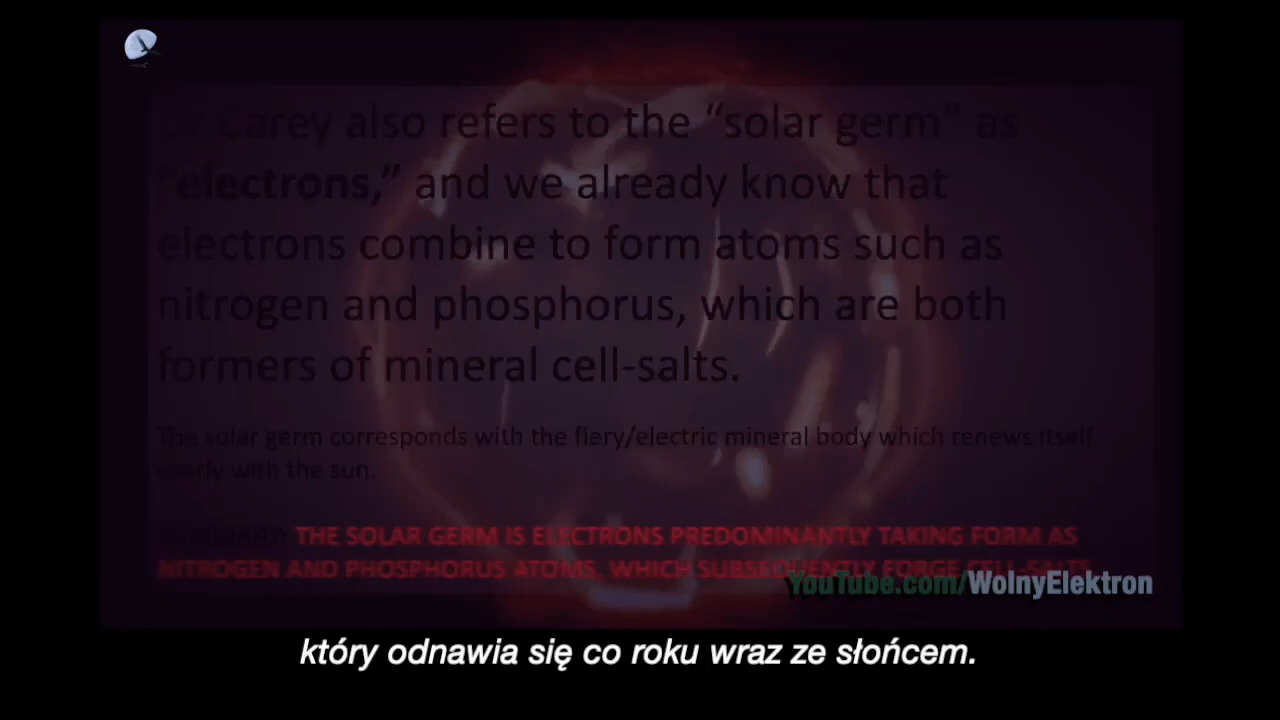 Dr Carey also refers to the “solar germ” as
“electrons,” and we already know that
electrons combine to form atoms such as
nitrogen and phosphorus, which are both
formers of mineral cell-salts.
The solar germ corresponds with the fiery/electric mineral body which renews itself
yearly with the sun.
THE SOLAR GERM IS ELECTRONS PREDOMINANTLY TAKING FORM AS
NITROGEN AND PHOSPHORUS ATOMS, WHICH SUBSEQUENTLY FORGE CELL-SALTS
YouTube.com/WolnyElektron
który odnawia się co roku wraz ze słońcem.